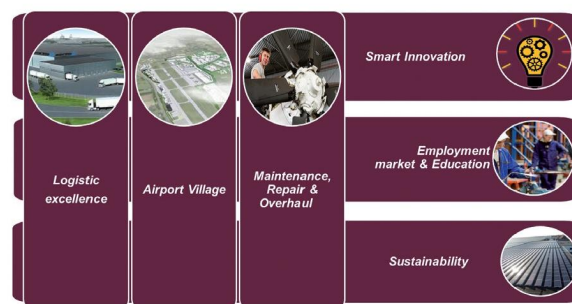 Logistic
excellence
Airport Village
Maintenance,
Repair &
Overhaul
Smart Innovation
Employment
market & Education
Sustainability